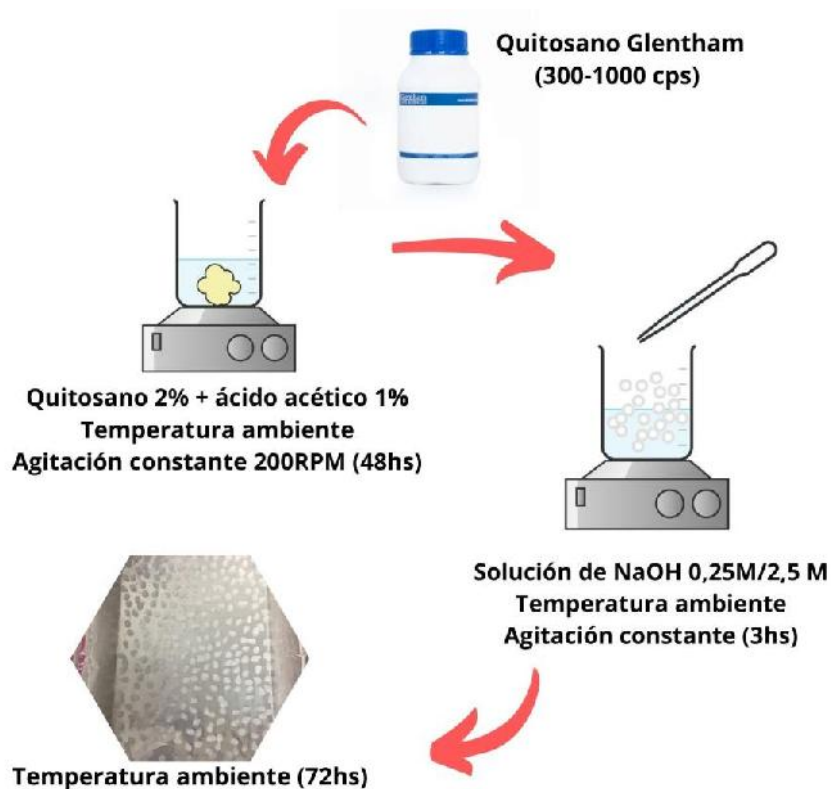 Quitosano Glentham
(300-1000 cps)
Quitosano 2% + ácido acético 1%
Temperatura ambiente
Agitación constante 200RPM (48hs)
Solución de NaOH 0,25M/2,5 M
Temperatura ambiente
Agitación constante (3hs)
Temperatura ambiente (72hs)